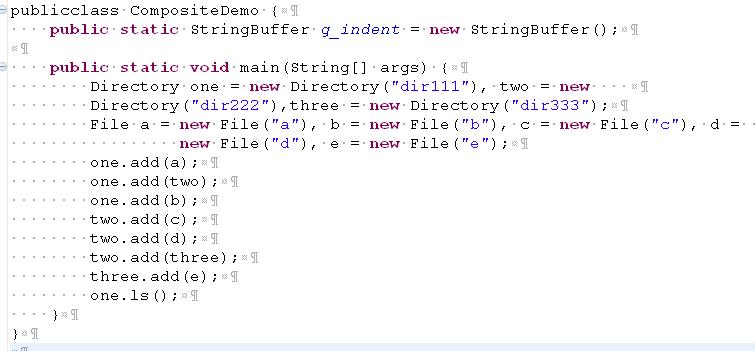 publicclass CompositeDemo {
    public static StringBuffer g_indent = new StringBuffer();

    public static void main(String[] args) {
        Directory one = new Directory("dir111"), two = new
        Directory("dir222"),three = new Directory("dir333");
        File a = new File("a"), b = new File("b"), c = new File("c"), d =
                 new File("d"), e = new File("e");
        one.add(a);
        one.add(two);
        one.add(b);
        two.add(c);
        two.add(d);
        two.add(three);
        three.add(e);
        one.ls();
    }
}